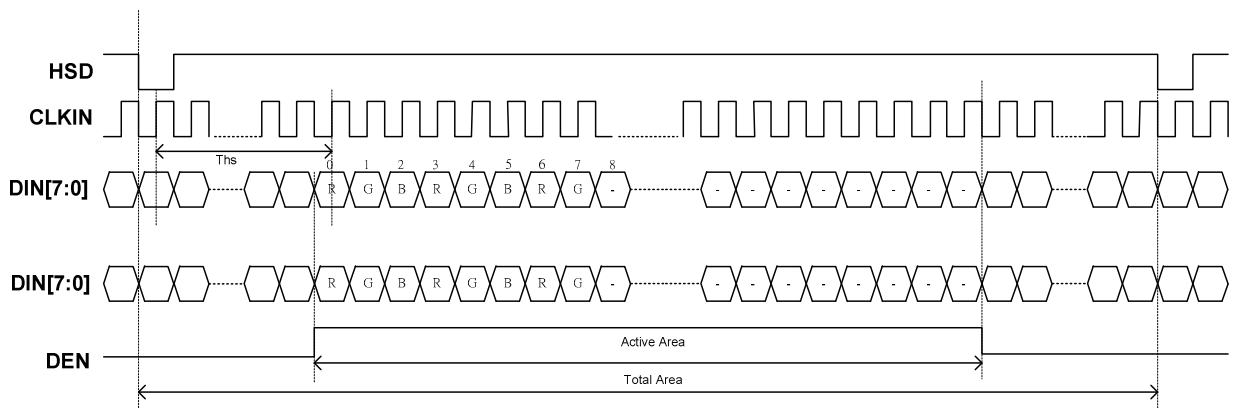 HSD
CLKIN
Ths
0 1 2 3 4 5 6 7 8
DIN[7:0] R G B R G B R G - - - - - - - - -
DIN[7:0] R G B R G B R G - - - - - - - - -
Active Area
DEN
Total Area